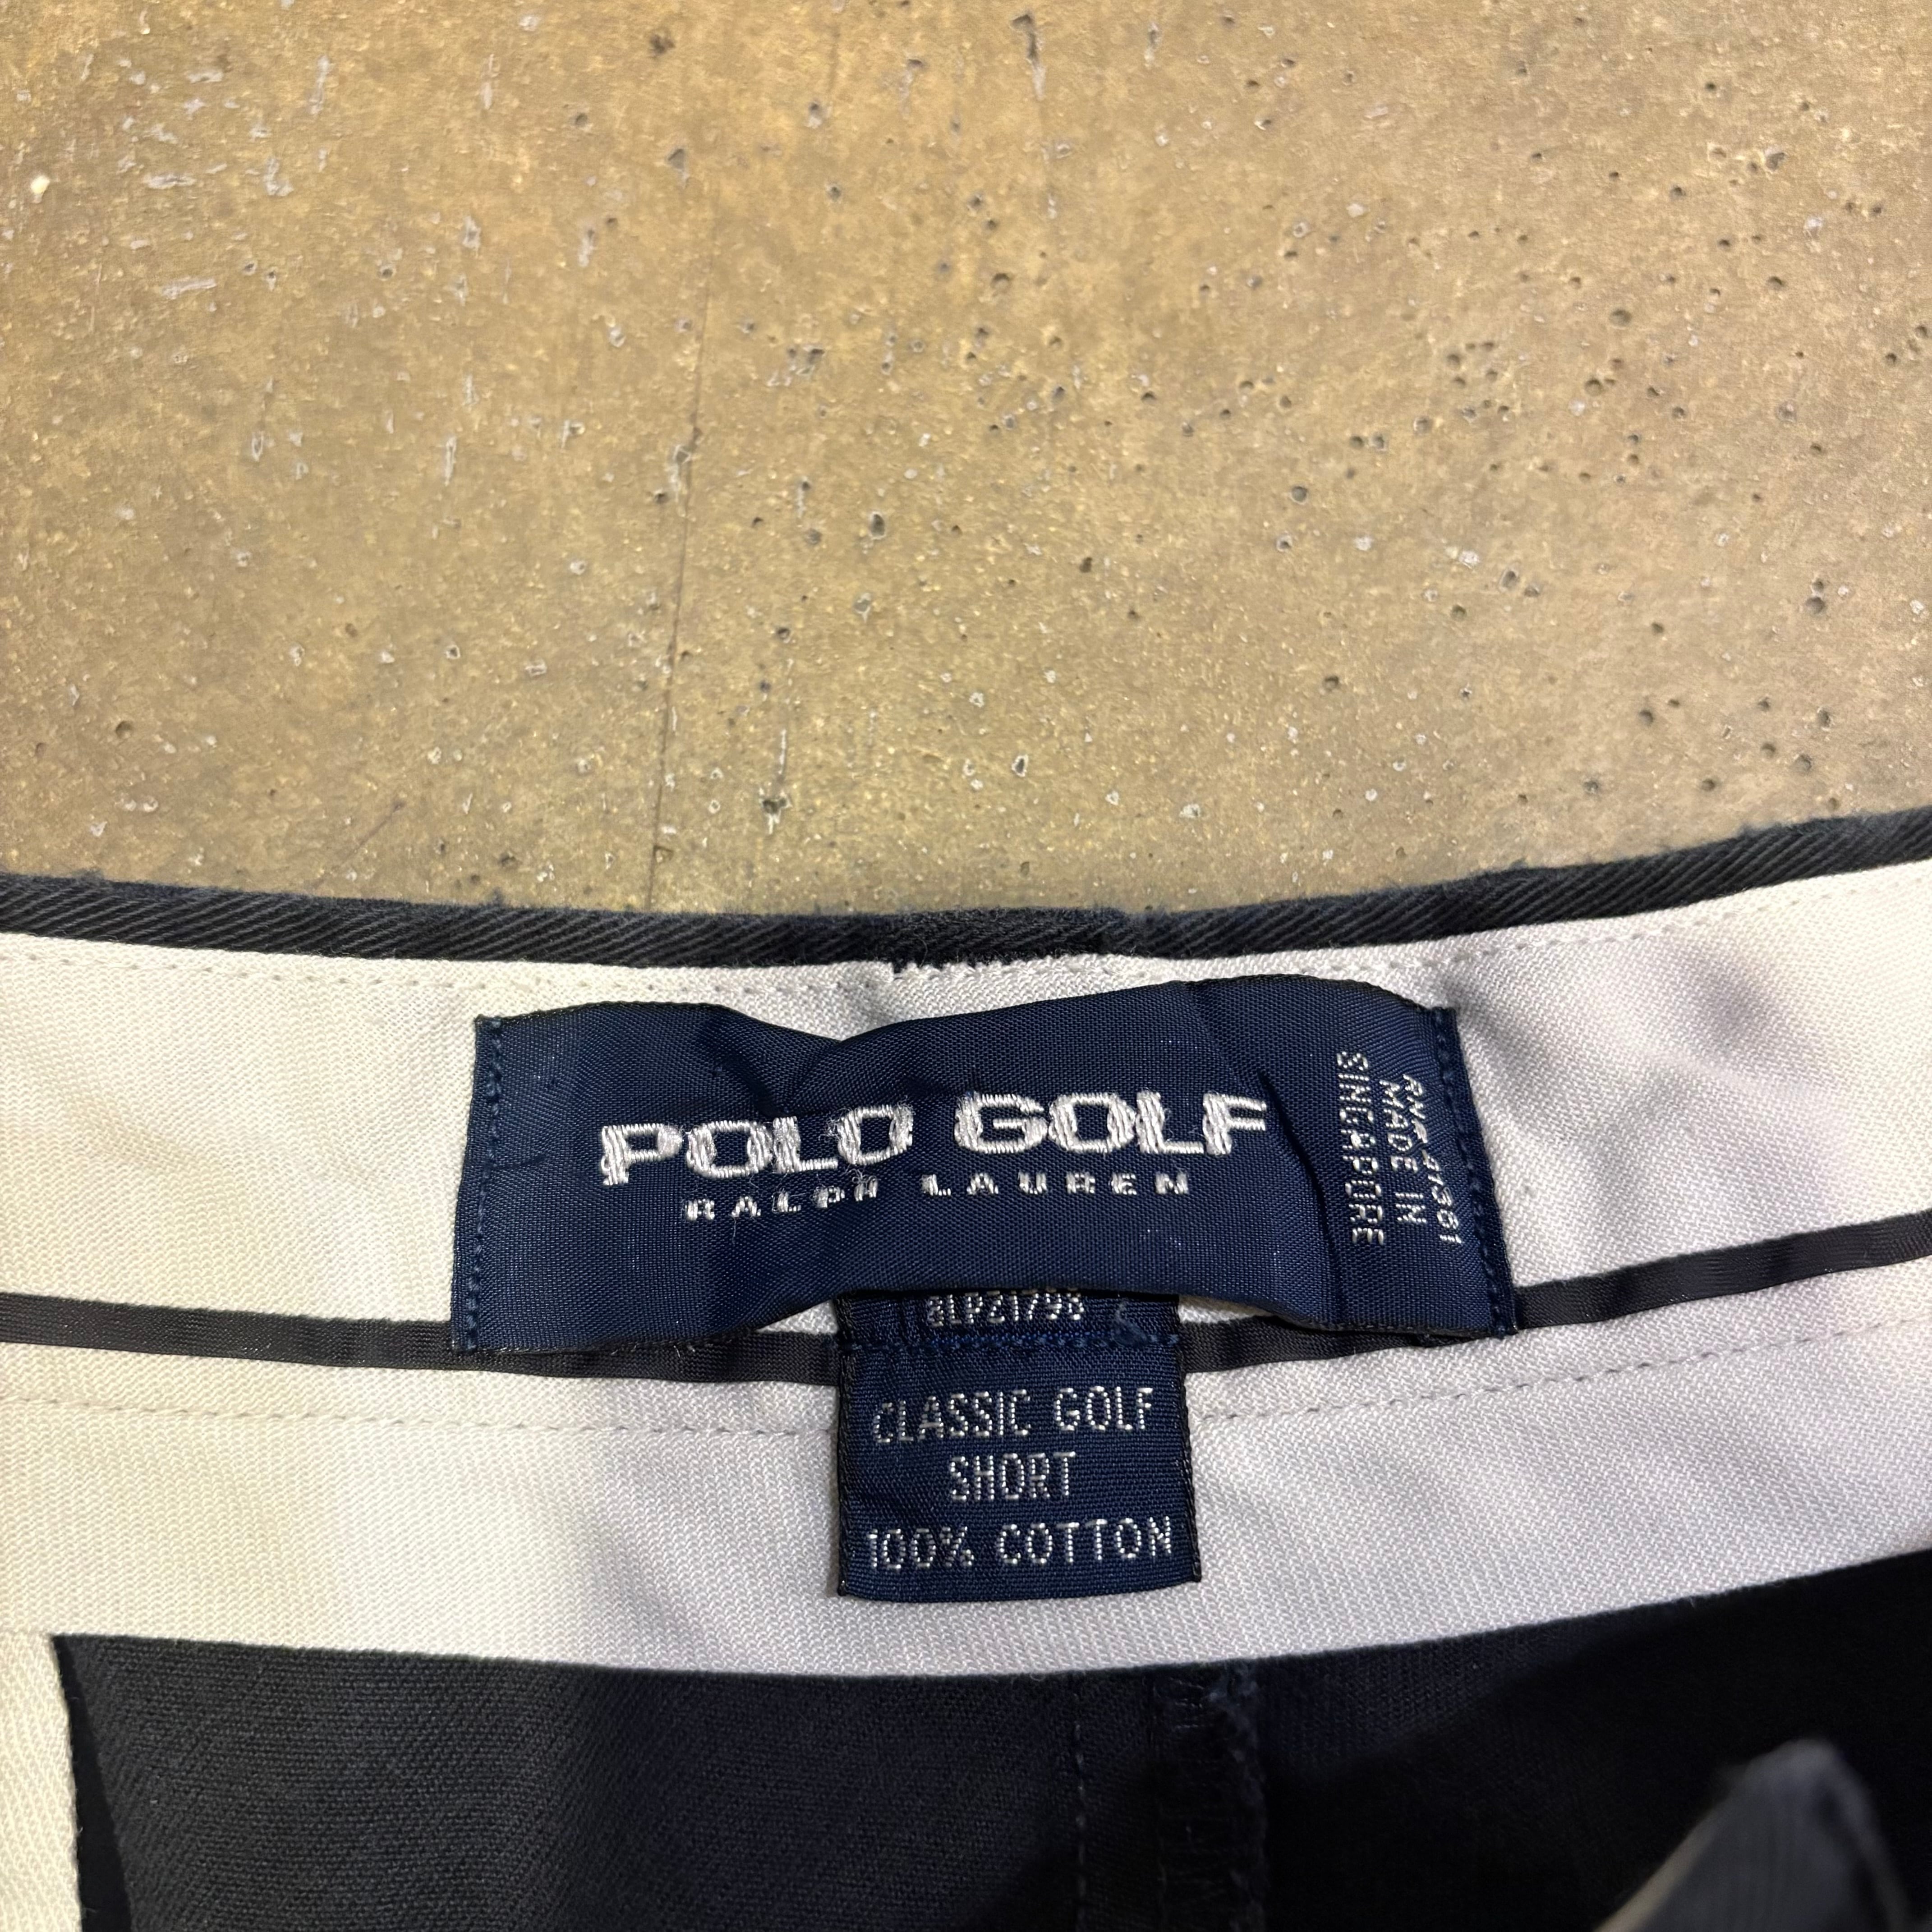 POLO GOLF
RALPH LAUREN
MADE IN
SINGAPORE
CLASSIC GOLF
SHORT
100% COTTON